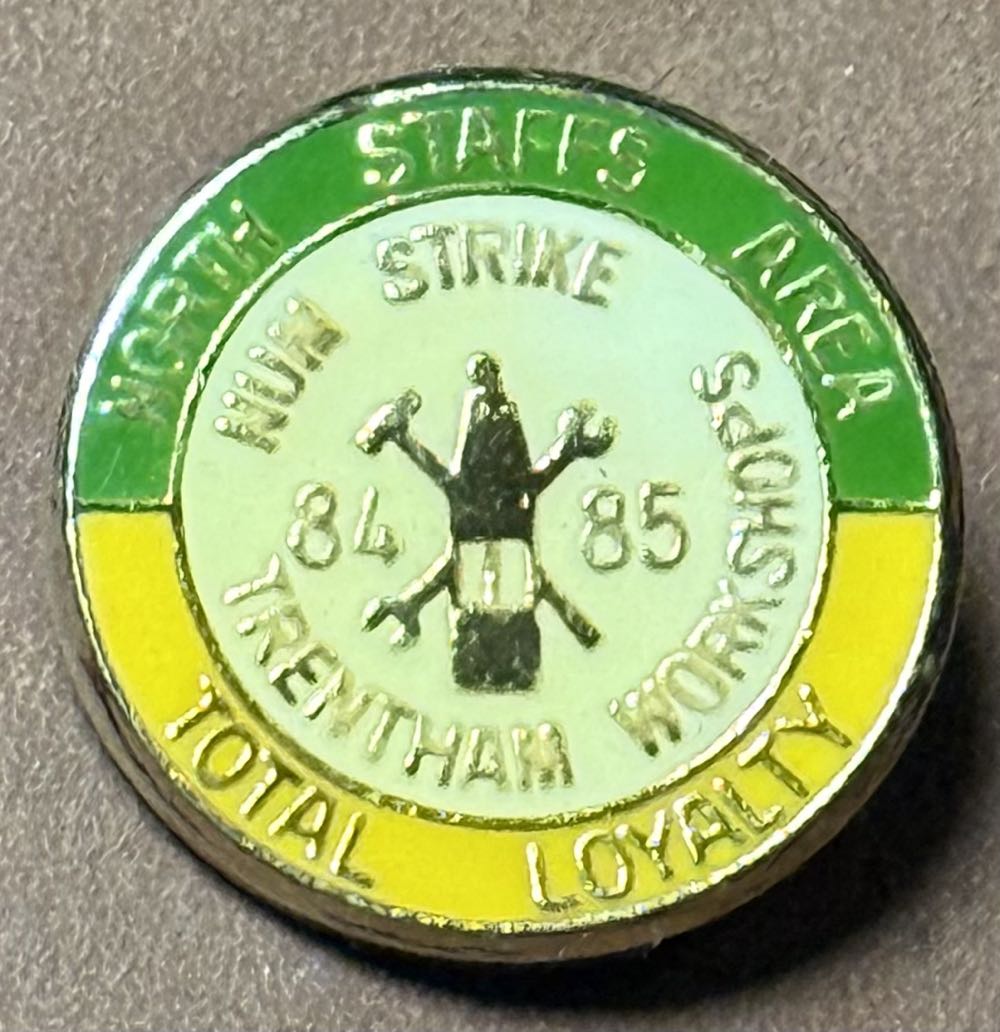 NORTH STAFFS AREA
NUM STRIKE
84 85
TRENTHAM WORKSHOPS
TOTAL LOYALTY